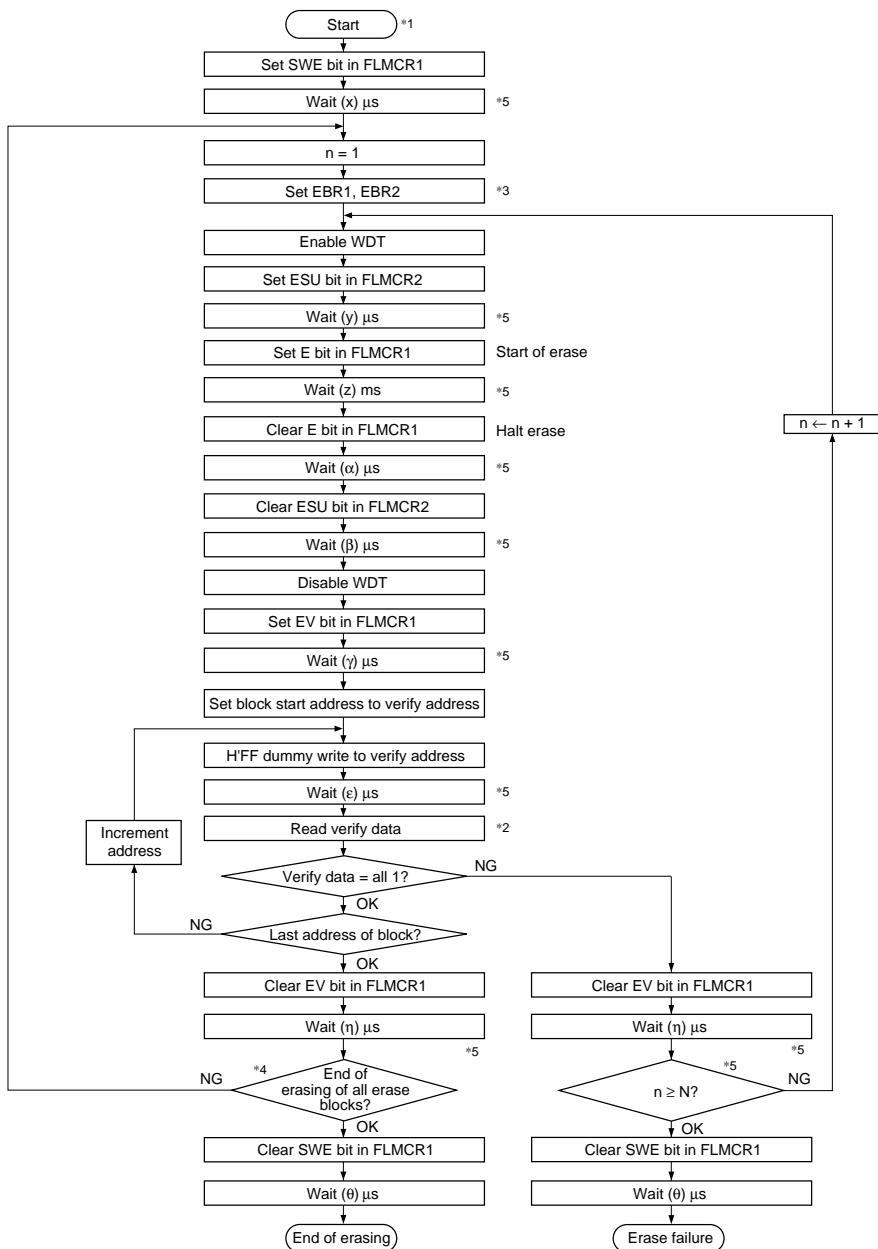 Start *1
Set SWE bit in FLMCR1
Wait (x) μs *5
n = 1
Set EBR1, EBR2 *3
Enable WDT
Set ESU bit in FLMCR2
Wait (y) μs *5
Set E bit in FLMCR1 Start of erase
Wait (z) ms *5
n ← n + 1
Clear E bit in FLMCR1 Halt erase
Wait (α) μs *5
Clear ESU bit in FLMCR2
Wait (β) μs *5
Disable WDT
Set EV bit in FLMCR1
Wait (γ) μs *5
Set block start address to verify address
H'FF dummy write to verify address
Wait (ε) μs *5
Read verify data *2
Increment
address
Verify data = all 1?
NG
OK
NG
Last address of block?
OK
Clear EV bit in FLMCR1
Wait (η) μs
*5
NG
*4
End of
erasing of all erase
blocks?
OK
Clear SWE bit in FLMCR1
Wait (θ) μs
End of erasing
Clear EV bit in FLMCR1
Wait (η) μs
*5
*5
n ≥ N?
NG
OK
Clear SWE bit in FLMCR1
Wait (θ) μs
Erase failure